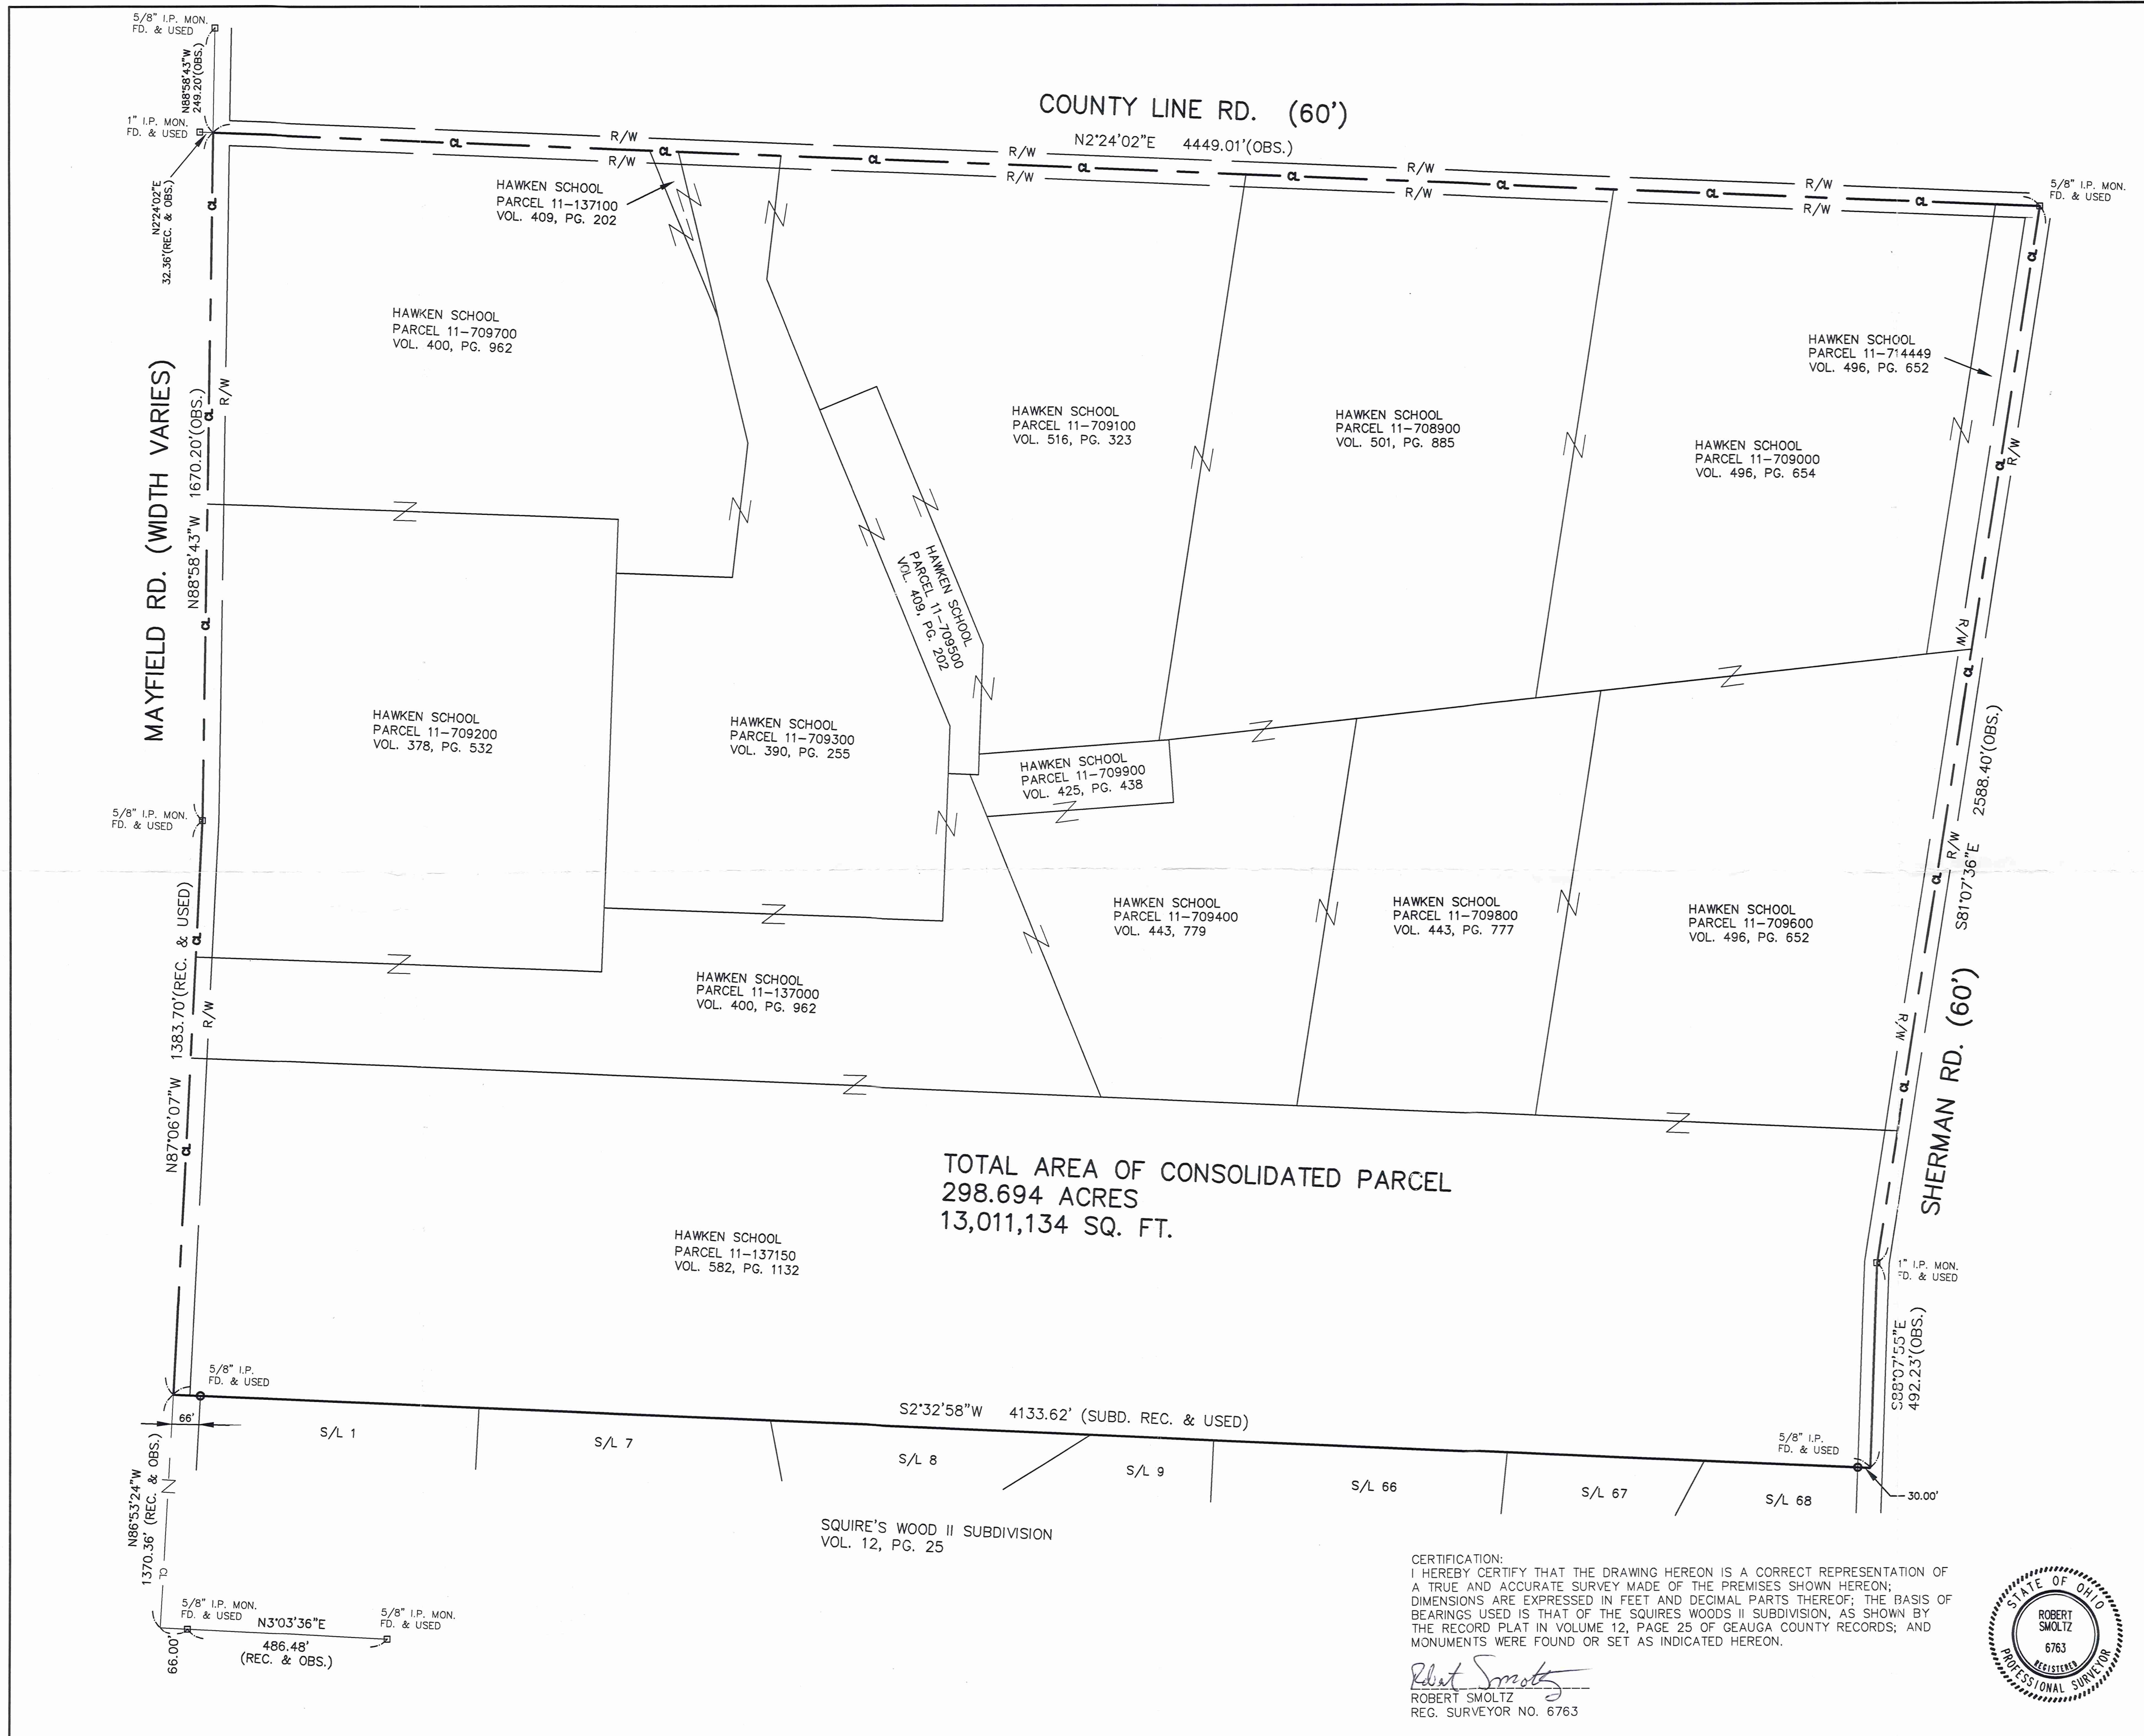 5/8" I.P. MON.
FD. & USED
N88°58'43"W
249.20'(OBS.)
1" I.P. MON.
FD. & USED
N2°24'02"E
32.36'(REC. & OBS.)
COUNTY LINE RD. (60')
N2°24'02"E 4449.01'(OBS.)
R/W
R/W
R/W
R/W
R/W
R/W
R/W
R/W
CL
CL
CL
CL
CL
CL
CL
CL
5/8" I.P. MON.
FD. & USED
HAWKEN SCHOOL
PARCEL 11-137100
VOL. 409, PG. 202
HAWKEN SCHOOL
PARCEL 11-709700
VOL. 400, PG. 962
HAWKEN SCHOOL
PARCEL 11-714449
VOL. 496, PG. 652
HAWKEN SCHOOL
PARCEL 11-709100
VOL. 516, PG. 323
HAWKEN SCHOOL
PARCEL 11-708900
VOL. 501, PG. 885
HAWKEN SCHOOL
PARCEL 11-709000
VOL. 496, PG. 654
MAYFIELD RD. (WIDTH VARIES)
N88°58'43"W 1670.20'(OBS.)
CL
CL
CL
R/W
HAWKEN SCHOOL
PARCEL 11-709500
VOL. 409, PG. 202
HAWKEN SCHOOL
PARCEL 11-709200
VOL. 378, PG. 532
HAWKEN SCHOOL
PARCEL 11-709300
VOL. 390, PG. 255
HAWKEN SCHOOL
PARCEL 11-709900
VOL. 425, PG. 438
5/8" I.P. MON.
FD. & USED
HAWKEN SCHOOL
PARCEL 11-709400
VOL. 443, 779
HAWKEN SCHOOL
PARCEL 11-709800
VOL. 443, PG. 777
HAWKEN SCHOOL
PARCEL 11-709600
VOL. 496, PG. 652
HAWKEN SCHOOL
PARCEL 11-137000
VOL. 400, PG. 962
N87°06'07"W 1383.70'(REC. & USED)
CL
CL
R/W
CL
CL
CL
CL
CL
R/W
R/W
R/W
R/W
S81°07'36"E 2588.40'(OBS.)
SHERMAN RD. (60')
TOTAL AREA OF CONSOLIDATED PARCEL
298.694 ACRES
13,011,134 SQ. FT.
HAWKEN SCHOOL
PARCEL 11-137150
VOL. 582, PG. 1132
1" I.P. MON.
FD. & USED
S88°07'55"E
492.23'(OBS.)
5/8" I.P.
FD. & USED
66'
S2°32'58"W 4133.62' (SUBD. REC. & USED)
5/8" I.P.
FD. & USED
30.00'
S/L 1
S/L 7
S/L 8
S/L 9
S/L 66
S/L 67
S/L 68
N86°53'24"W
1370.36' (REC. & OBS.)
CL
SQUIRE'S WOOD II SUBDIVISION
VOL. 12, PG. 25
5/8" I.P. MON.
FD. & USED
N3°03'36"E
486.48'
(REC. & OBS.)
5/8" I.P. MON.
FD. & USED
66.00'
CERTIFICATION:
I HEREBY CERTIFY THAT THE DRAWING HEREON IS A CORRECT REPRESENTATION OF
A TRUE AND ACCURATE SURVEY MADE OF THE PREMISES SHOWN HEREON;
DIMENSIONS ARE EXPRESSED IN FEET AND DECIMAL PARTS THEREOF; THE BASIS OF
BEARINGS USED IS THAT OF THE SQUIRES WOODS II SUBDIVISION, AS SHOWN BY
THE RECORD PLAT IN VOLUME 12, PAGE 25 OF GEAUGA COUNTY RECORDS; AND
MONUMENTS WERE FOUND OR SET AS INDICATED HEREON.
Robert Smoltz
ROBERT SMOLTZ
REG. SURVEYOR NO. 6763
STATE OF OHIO
ROBERT
SMOLTZ
6763
REGISTERED
PROFESSIONAL SURVEYOR